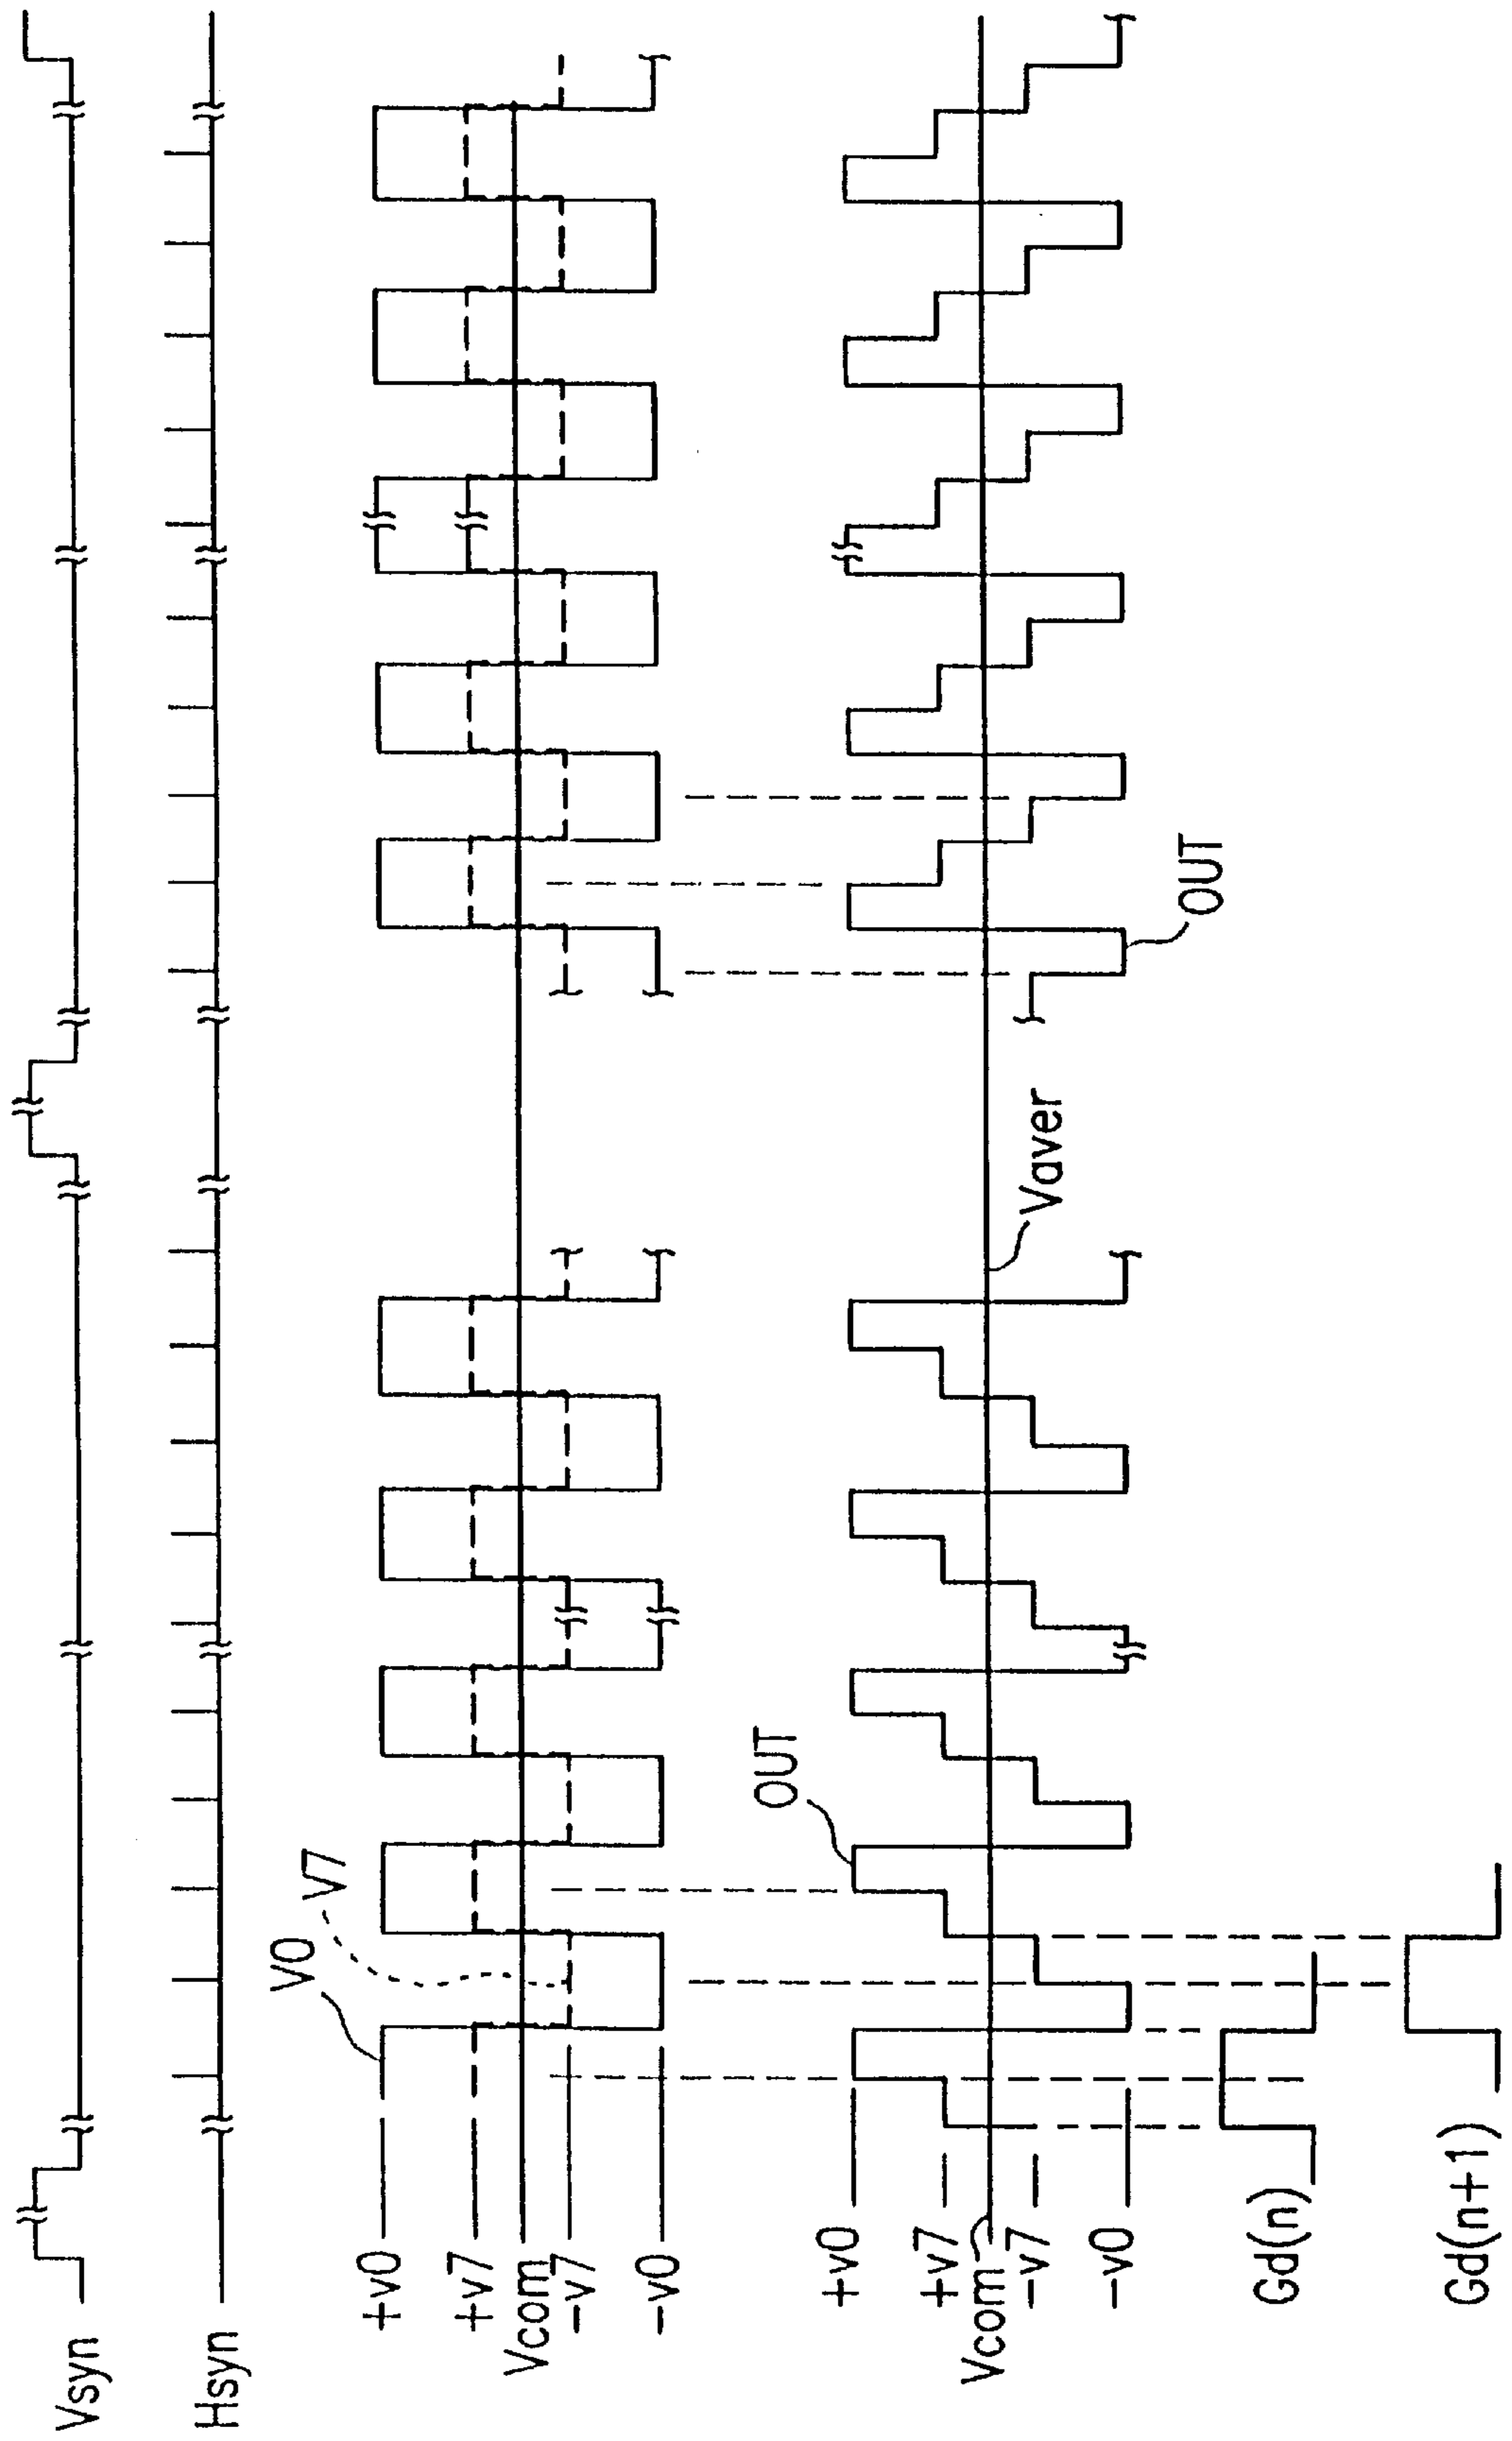 Vsyn
Hsyn
V0
V7
+v0
+v7
Vcom
-v7
-v0
OUT
Vaver
OUT
+v0
+v7
Vcom
-v7
-v0
Gd(n)
Gd(n+1)